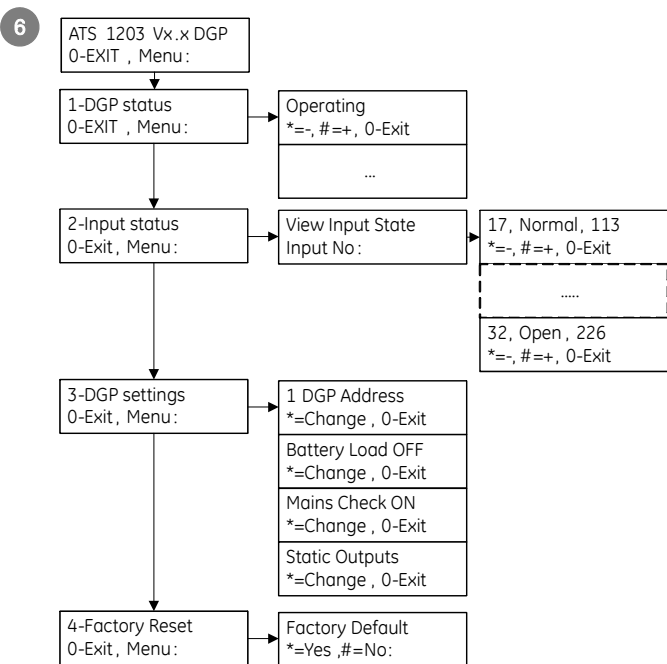 6
ATS 1203 Vx.x DGP
0-EXIT , Menu:
1-DGP status
0-EXIT , Menu:
Operating
*=-, #=+, 0-Exit
...
2-Input status
0-Exit, Menu:
View Input State
Input No:
17, Normal, 113
*=-, #=+, 0-Exit
.....
32, Open, 226
*=-, #=+, 0-Exit
3-DGP settings
0-Exit, Menu:
1 DGP Address
*=Change , 0-Exit
Battery Load OFF
*=Change , 0-Exit
Mains Check ON
*=Change , 0-Exit
Static Outputs
*=Change , 0-Exit
4-Factory Reset
0-Exit, Menu:
Factory Default
*=Yes ,#=No: